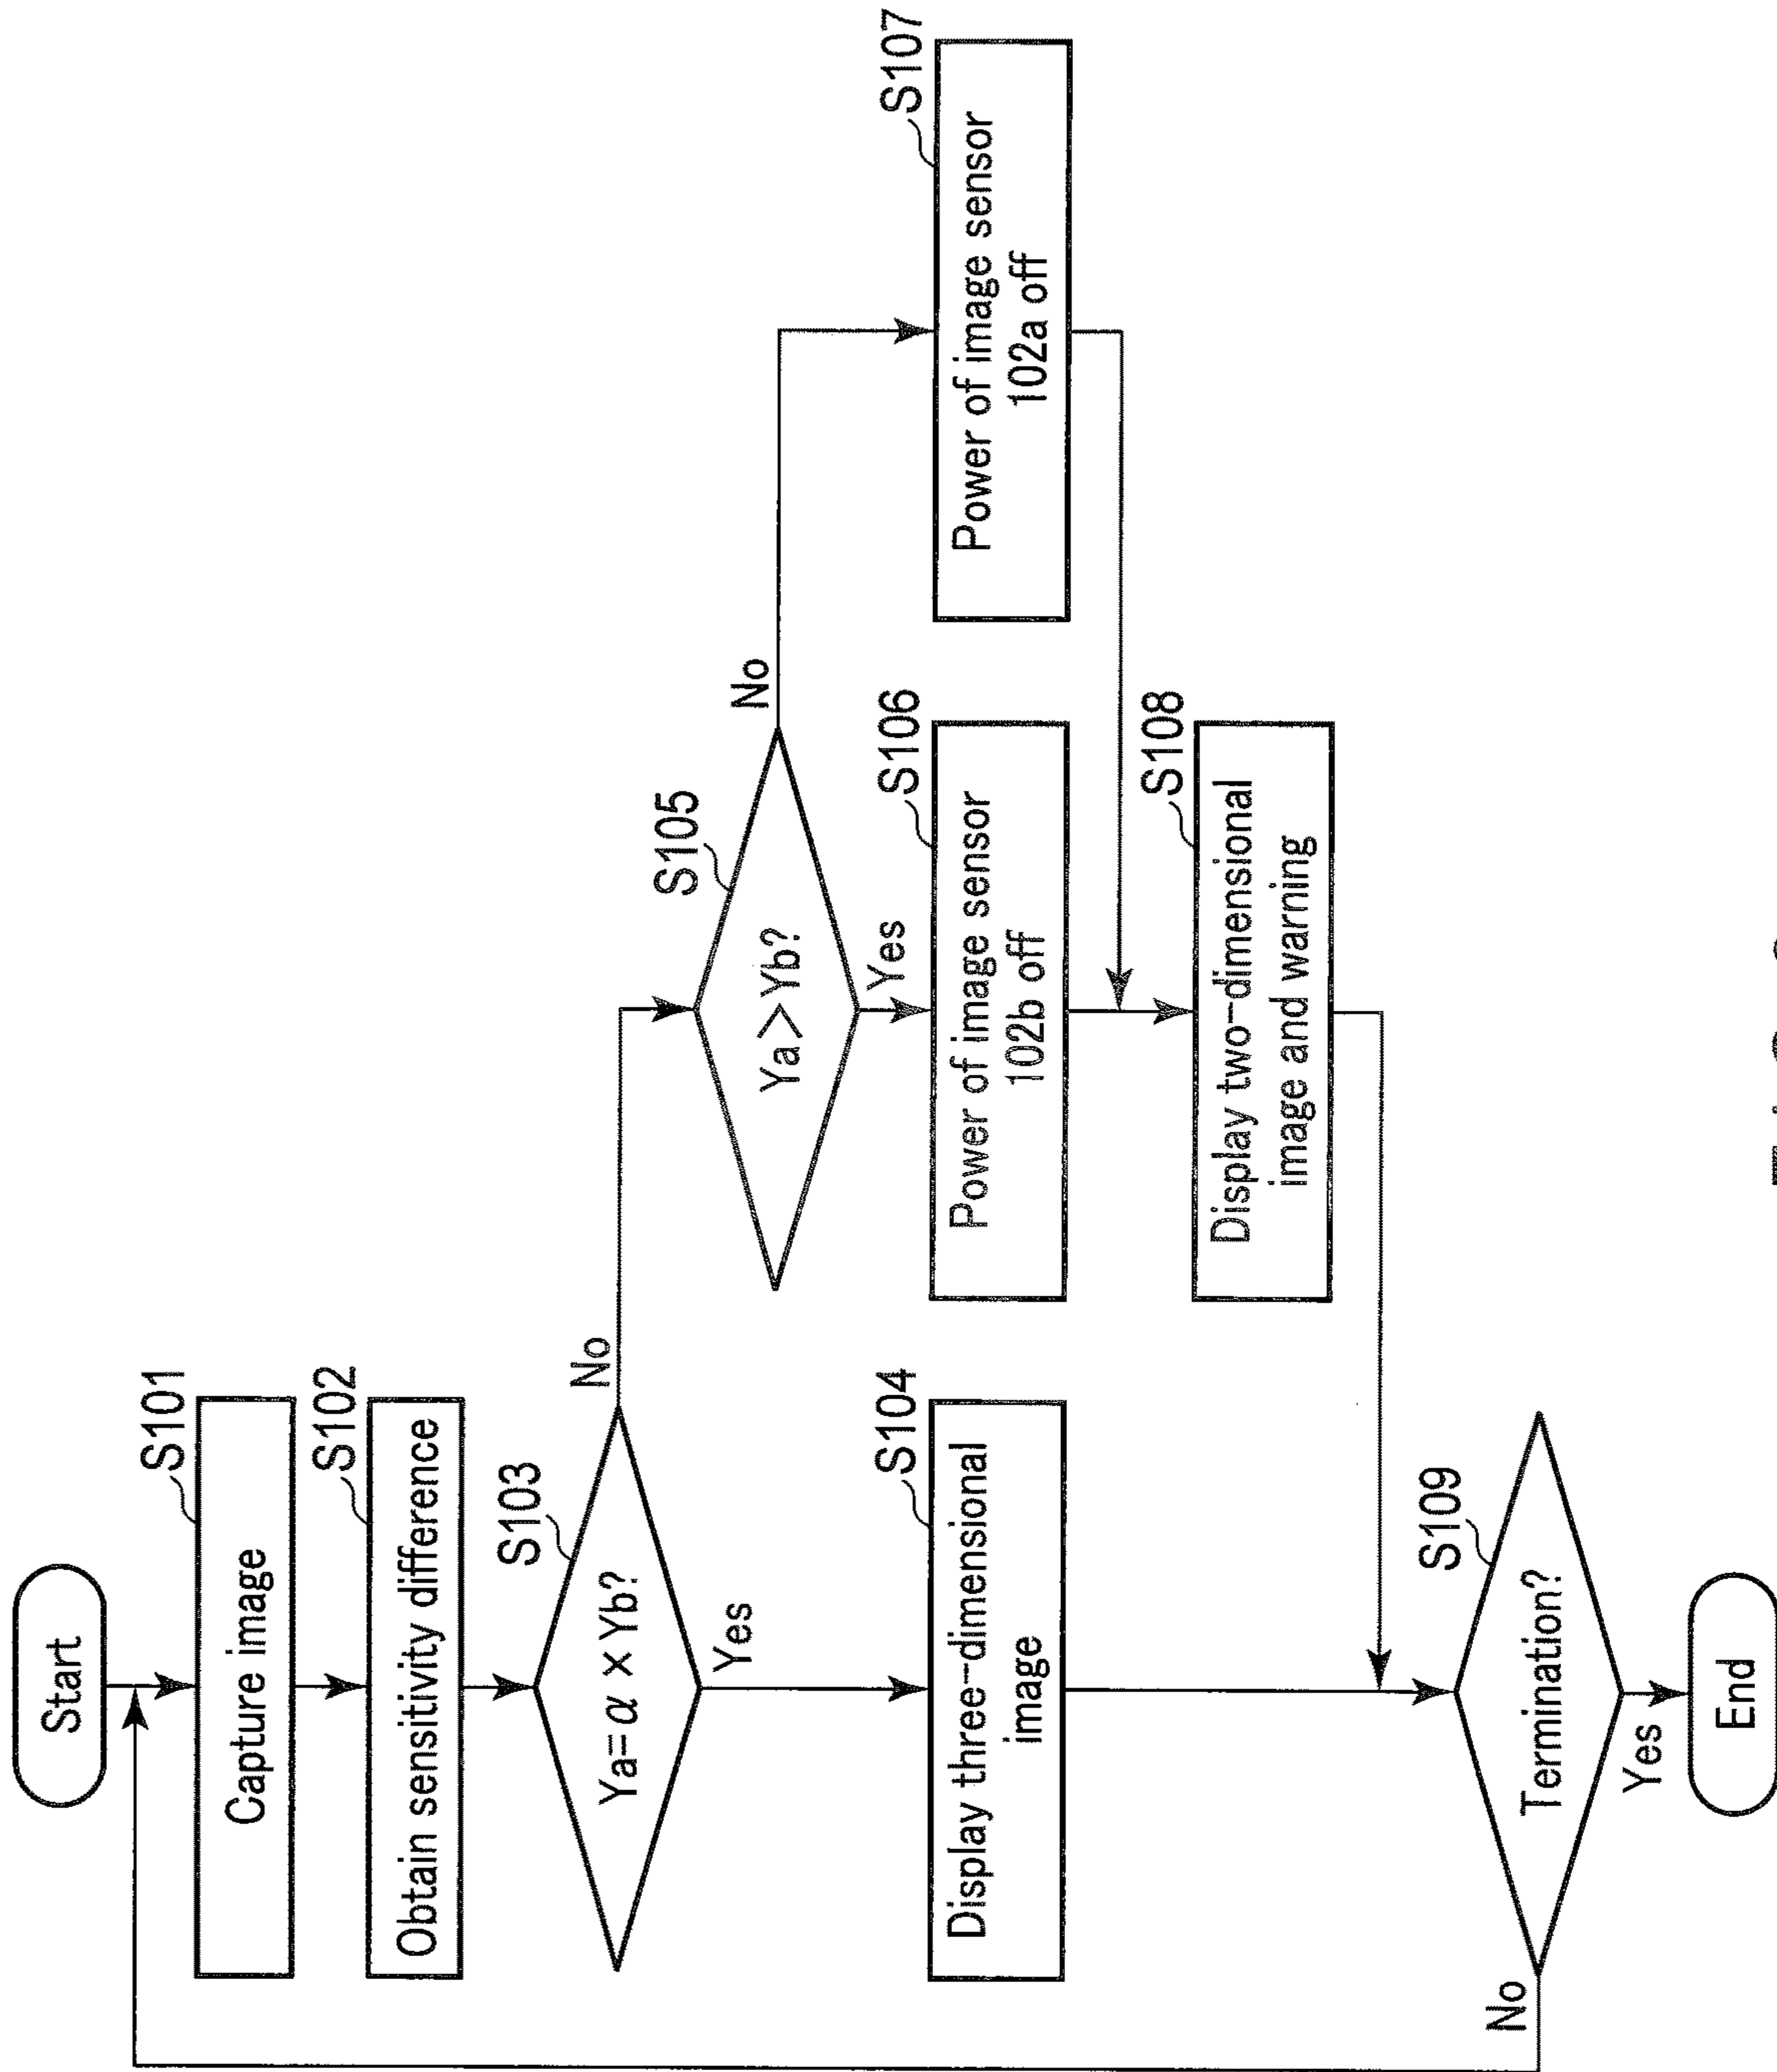 Start
S101
Capture image
S102
Obtain sensitivity difference
S103
Ya=α×Yb?
No
Yes
S104
Display three-dimensional
image
S105
Ya>Yb?
No
Yes
S106
Power of image sensor
102b off
S107
Power of image sensor
102a off
S108
Display two-dimensional
image and warning
S109
Termination?
No
Yes
End